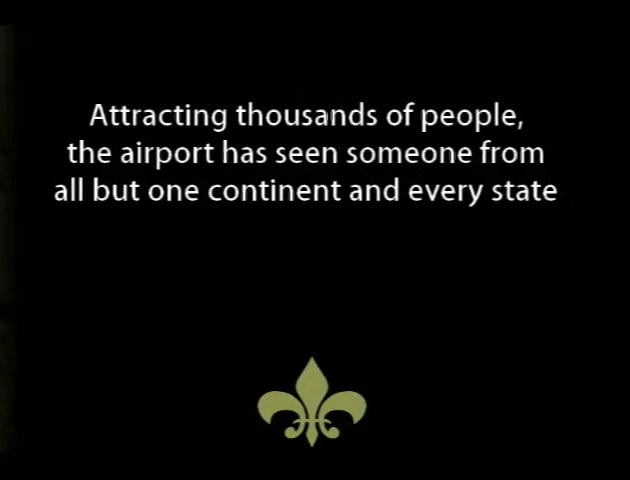 Attracting thousands of people,
the airport has seen someone from
all but one continent and every state